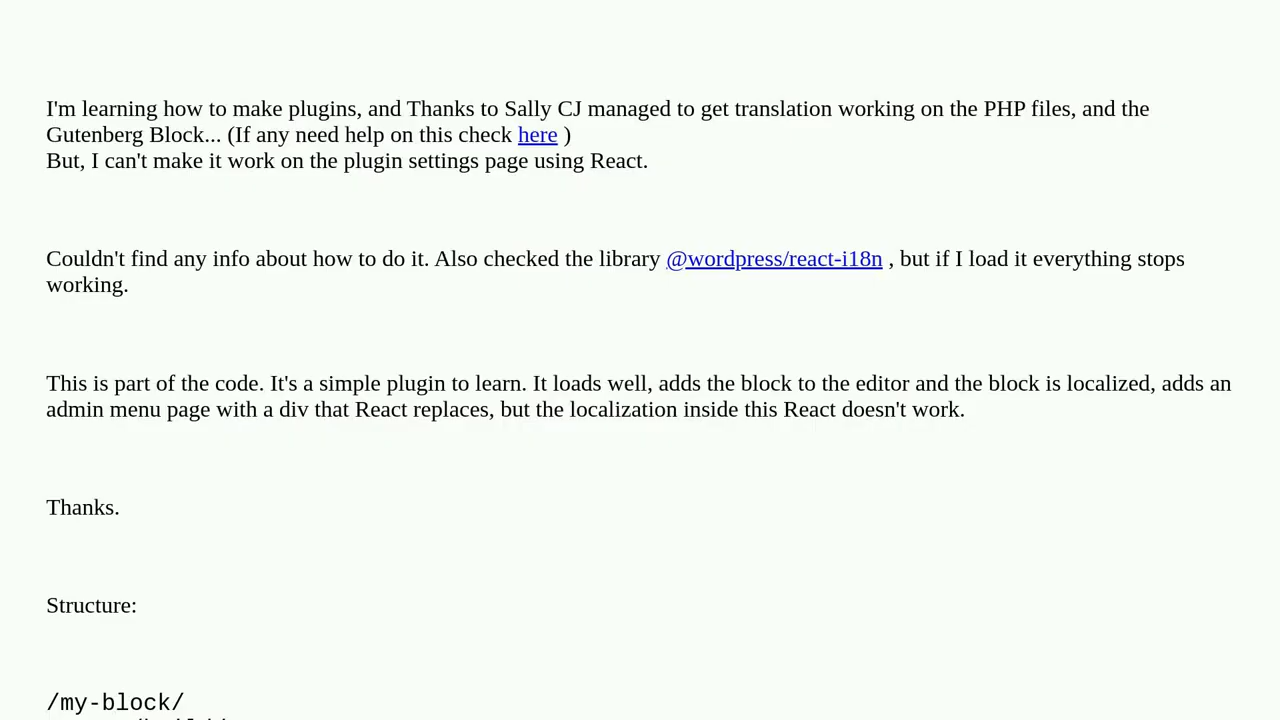 I'm learning how to make plugins, and Thanks to Sally CJ managed to get translation working on the PHP files, and the
Gutenberg Block... (If any need help on this check here )
But, I can't make it work on the plugin settings page using React.
Couldn't find any info about how to do it. Also checked the library @wordpress/react-i18n , but if I load it everything stops
working.
This is part of the code. It's a simple plugin to learn. It loads well, adds the block to the editor and the block is localized, adds an
admin menu page with a div that React replaces, but the localization inside this React doesn't work.
Thanks.
Structure:
/my-block/